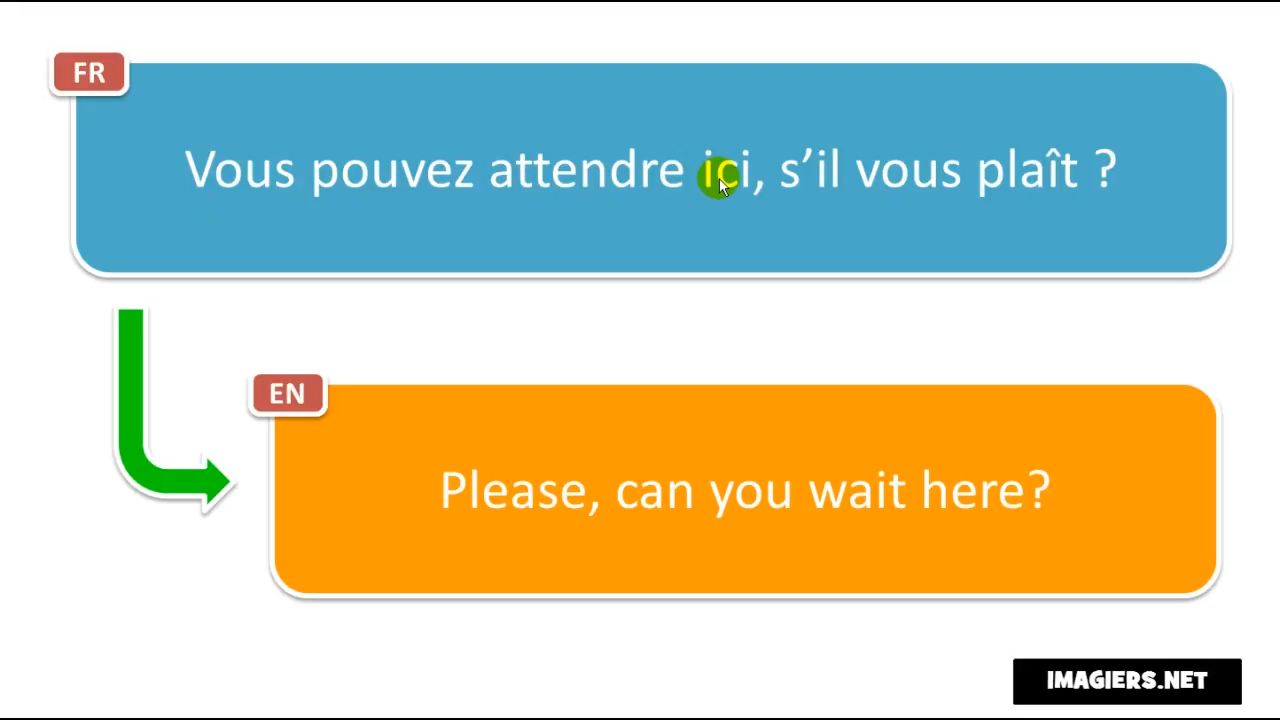 FR
Vous pouvez attendre ici, s’il vous plaît ?
EN
Please, can you wait here?
IMAGIERS.NET